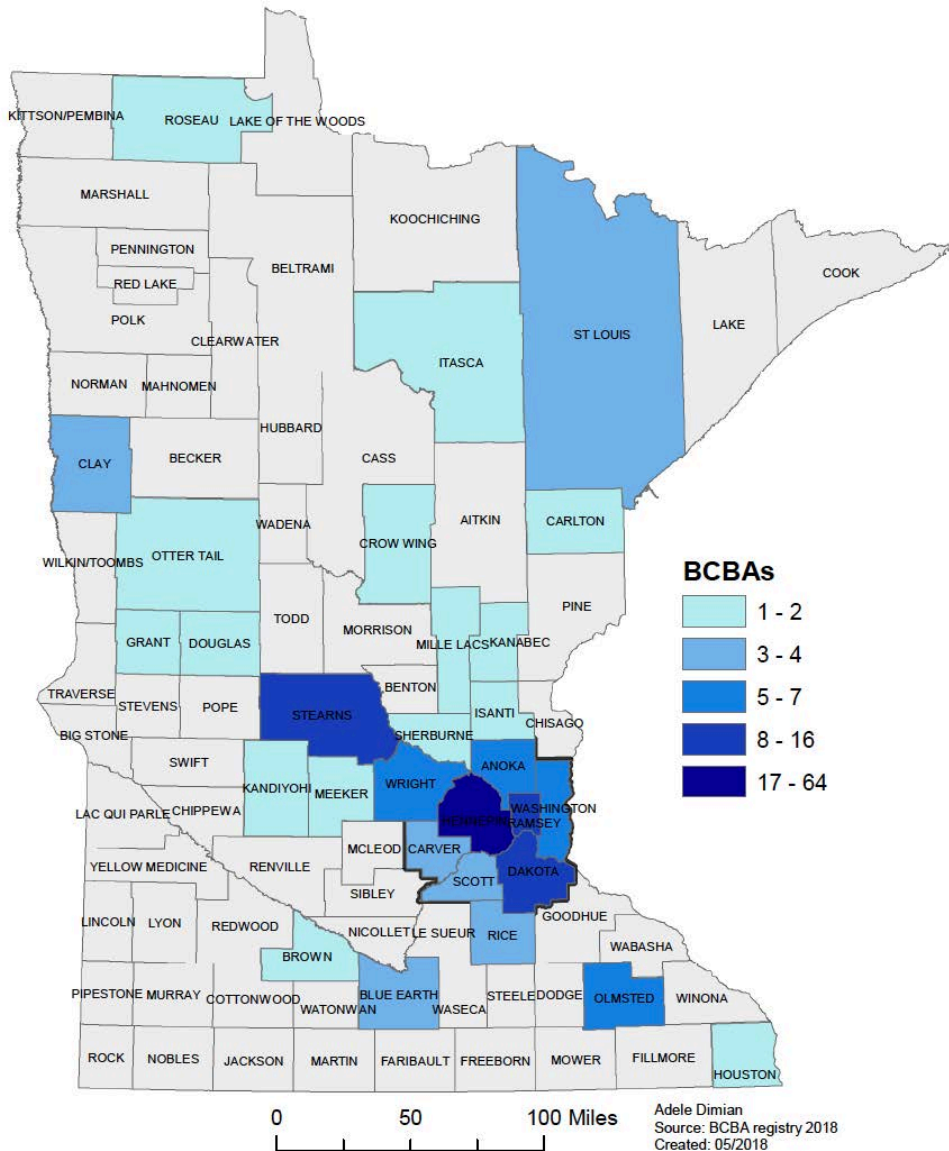 KITTSON/PEMBINA
ROSEAU
LAKE OF THE WOODS
MARSHALL
KOOCHICHING
PENNINGTON
BELTRAMI
RED LAKE
COOK
POLK
LAKE
ST LOUIS
CLEARWATER
ITASCA
NORMAN
MAHNOMEN
HUBBARD
CASS
CLAY
BECKER
AITKIN
WADENA
CARLTON
CROW WING
OTTER TAIL
WILKIN/TOOMBS
BCBAs
1 - 2
3 - 4
5 - 7
8 - 16
17 - 64
PINE
TODD
MORRISON
GRANT
DOUGLAS
MILLE LACS
KANABEC
BENTON
TRAVERSE
STEVENS
POPE
STEARNS
ISANTI
CHISAGO
BIG STONE
SHERBURNE
SWIFT
ANOKA
KANDIYOHI
MEEKER
WRIGHT
LAC QUI PARLE
CHIPPEWA
WASHINGTON
HENNEPIN
RAMSEY
MCLEOD
CARVER
YELLOW MEDICINE
RENVILLE
DAKOTA
SCOTT
SIBLEY
GOODHUE
LINCOLN
LYON
REDWOOD
NICOLLET
LE SUEUR
RICE
WABASHA
BROWN
PIPESTONE
MURRAY
COTTONWOOD
WATONWAN
BLUE EARTH
WASECA
STEELE
DODGE
OLMSTED
WINONA
ROCK
NOBLES
JACKSON
MARTIN
FARIBAULT
FREEBORN
MOWER
FILLMORE
HOUSTON
0 50 100 Miles
Adele Dimian
Source: BCBA registry 2018
Created: 05/2018